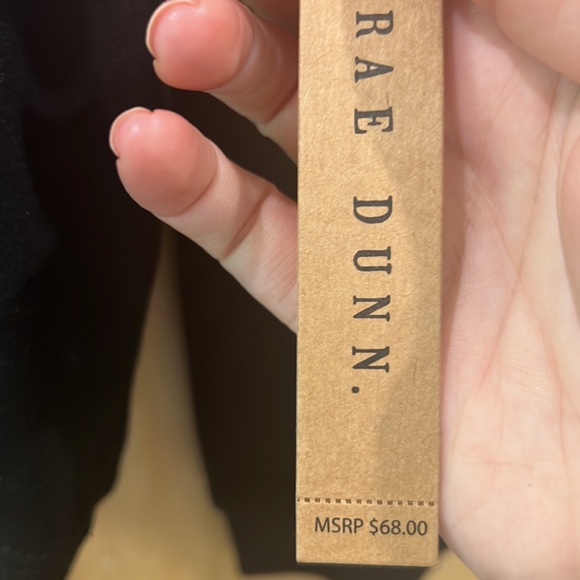 RAE DUNN.
MSRP $68.00